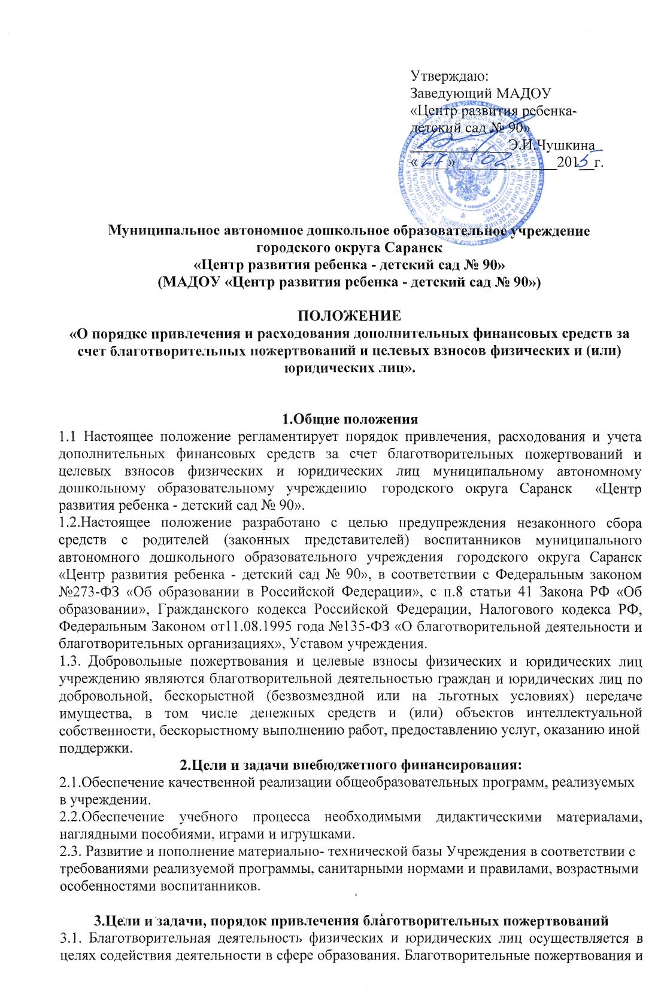 Утверждаю:
Заведующий МАДОУ
«Центр развития ребенка-
детский сад № 90»
Э.И.Чушкина
« 27 » 02 2015 г.
Муниципальное автономное дошкольное образовательное учреждение
городского округа Саранск
«Центр развития ребенка - детский сад № 90»
(МАДОУ «Центр развития ребенка - детский сад № 90»)
ПОЛОЖЕНИЕ
«О порядке привлечения и расходования дополнительных финансовых средств за
счет благотворительных пожертвований и целевых взносов физических и (или)
юридических лиц».
1.Общие положения
1.1 Настоящее положение регламентирует порядок привлечения, расходования и учета
дополнительных финансовых средств за счет благотворительных пожертвований и
целевых взносов физических и юридических лиц муниципальному автономному
дошкольному образовательному учреждению городского округа Саранск «Центр
развития ребенка - детский сад № 90».
1.2.Настоящее положение разработано с целью предупреждения незаконного сбора
средств с родителей (законных представителей) воспитанников муниципального
автономного дошкольного образовательного учреждения городского округа Саранск
«Центр развития ребенка - детский сад № 90», в соответствии с Федеральным законом
№273-ФЗ «Об образовании в Российской Федерации», с п.8 статьи 41 Закона РФ «Об
образовании», Гражданского кодекса Российской Федерации, Налогового кодекса РФ,
Федеральным Законом от11.08.1995 года №135-ФЗ «О благотворительной деятельности и
благотворительных организациях», Уставом учреждения.
1.3. Добровольные пожертвования и целевые взносы физических и юридических лиц
учреждению являются благотворительной деятельностью граждан и юридических лиц по
добровольной, бескорыстной (безвозмездной или на льготных условиях) передаче
имущества, в том числе денежных средств и (или) объектов интеллектуальной
собственности, бескорыстному выполнению работ, предоставлению услуг, оказанию иной
поддержки.
2.Цели и задачи внебюджетного финансирования:
2.1.Обеспечение качественной реализации общеобразовательных программ, реализуемых
в учреждении.
2.2.Обеспечение учебного процесса необходимыми дидактическими материалами,
наглядными пособиями, играми и игрушками.
2.3. Развитие и пополнение материально- технической базы Учреждения в соответствии с
требованиями реализуемой программы, санитарными нормами и правилами, возрастными
особенностями воспитанников.
3.Цели и задачи, порядок привлечения благотворительных пожертвований
3.1. Благотворительная деятельность физических и юридических лиц осуществляется в
целях содействия деятельности в сфере образования. Благотворительные пожертвования и